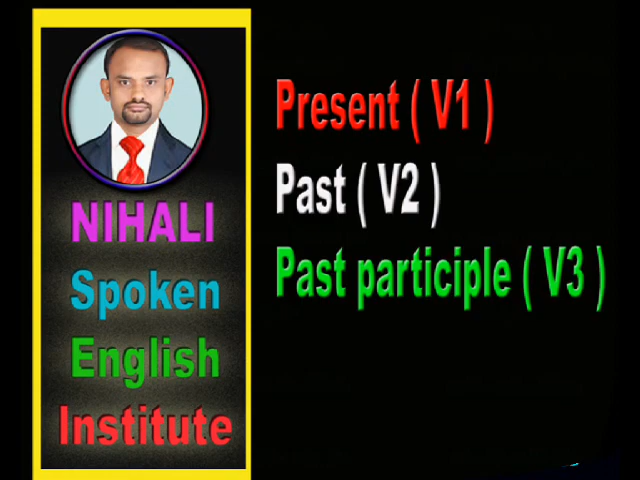 NIHALI
Spoken
English
Institute
Present ( V1 )
Past ( V2 )
Past participle ( V3 )